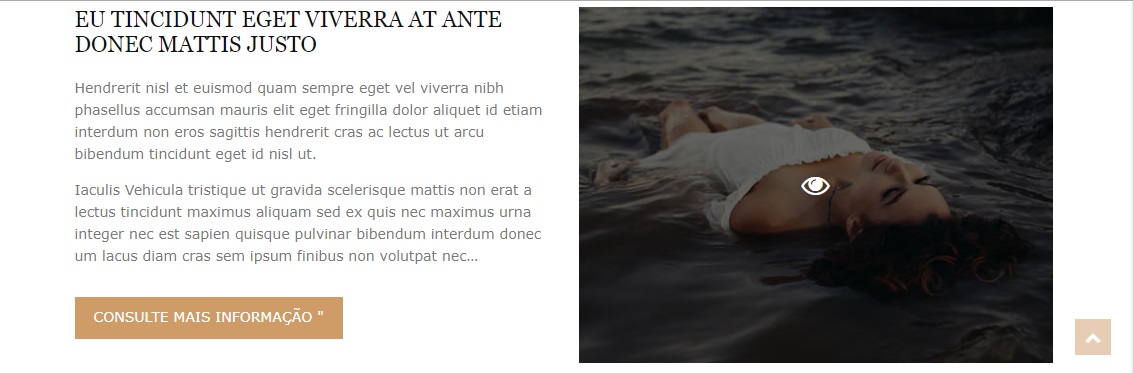 EU TINCIDUNT EGET VIVERRA AT ANTE
DONEC MATTIS JUSTO
Hendrerit nisl et euismod quam sempre eget vel viverra nibh
phasellus accumsan mauris elit eget fringilla dolor aliquet id etiam
interdum non eros sagittis hendrerit cras ac lectus ut arcu
bibendum tincidunt eget id nisl ut.
Iaculis Vehicula tristique ut gravida scelerisque mattis non erat a
lectus tincidunt maximus aliquam sed ex quis nec maximus urna
integer nec est sapien quisque pulvinar bibendum interdum donec
um lacus diam cras sem ipsum finibus non volutpat nec...
CONSULTE MAIS INFORMAÇÃO "